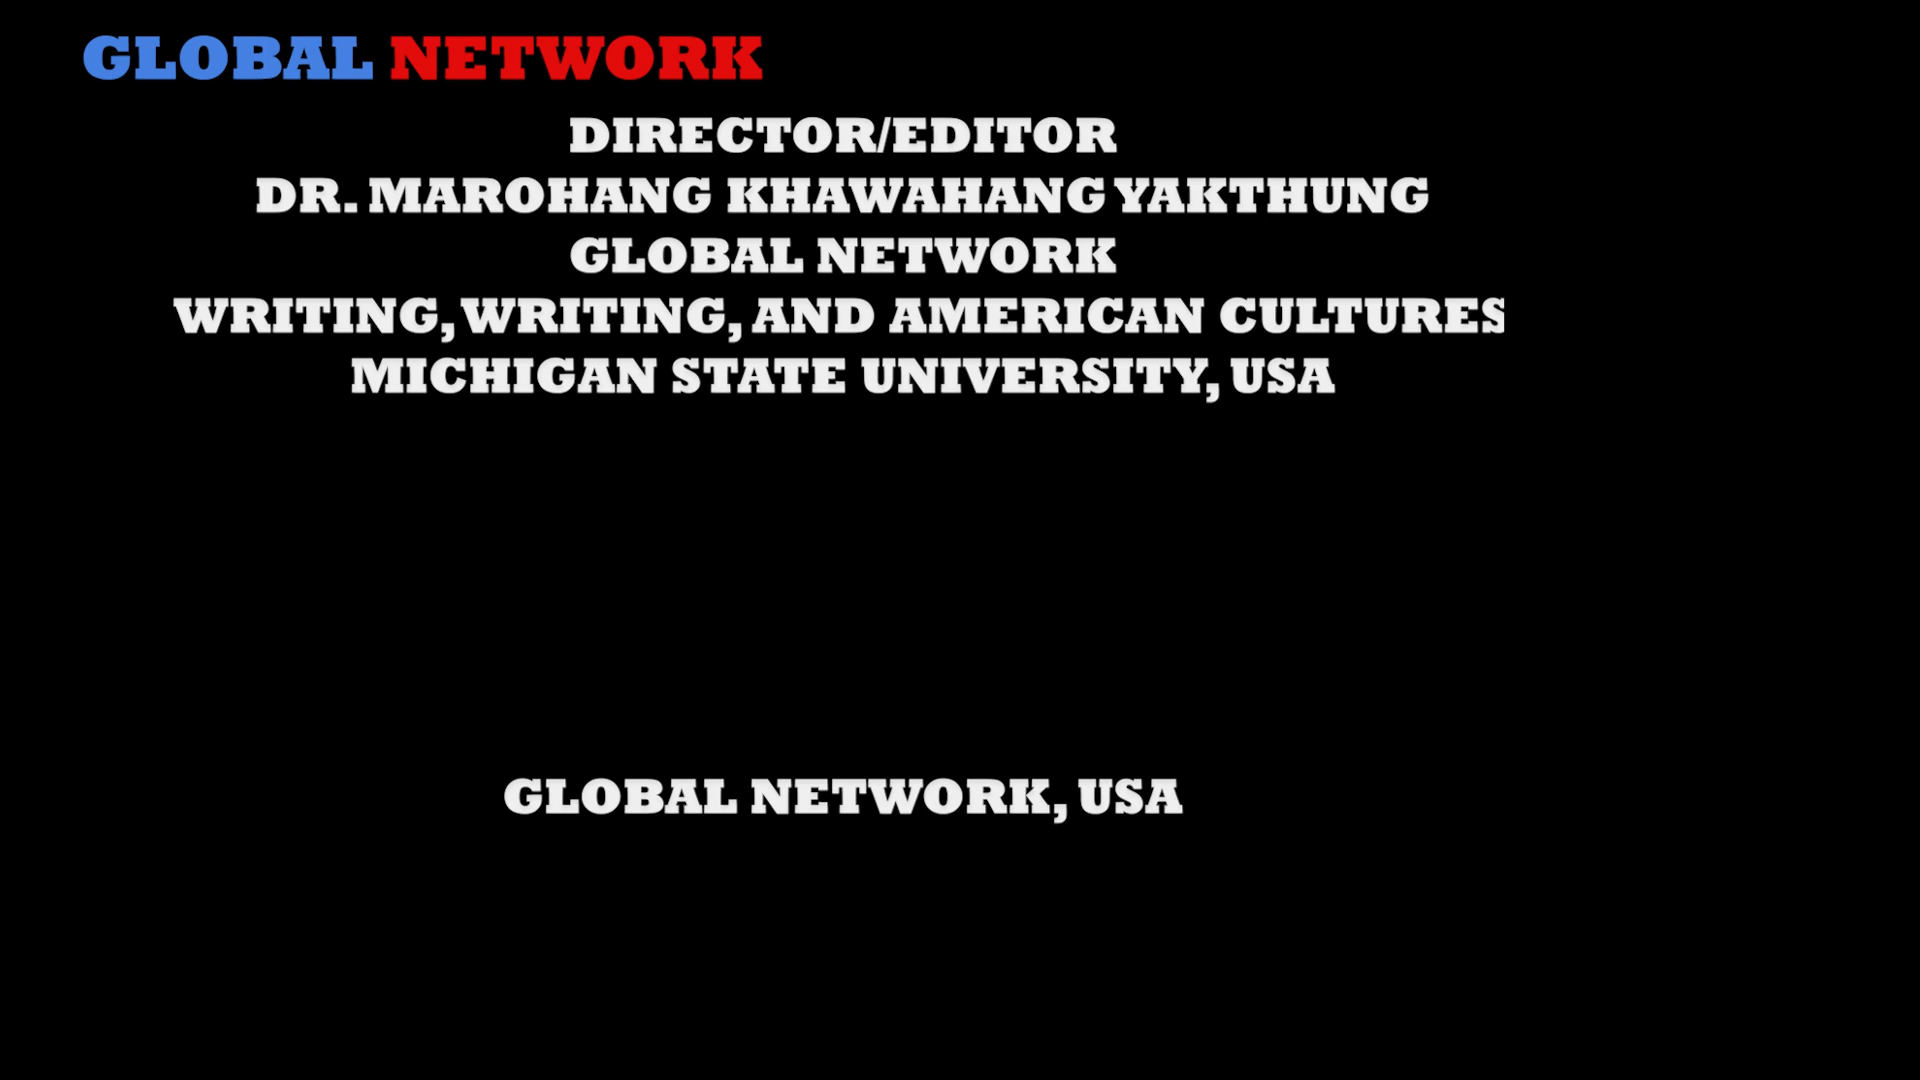 GLOBAL NETWORK
DIRECTOR/EDITOR
DR. MAROHANG KHAWAHANG YAKTHUNG
GLOBAL NETWORK
WRITING, WRITING, AND AMERICAN CULTURES
MICHIGAN STATE UNIVERSITY, USA
GLOBAL NETWORK, USA